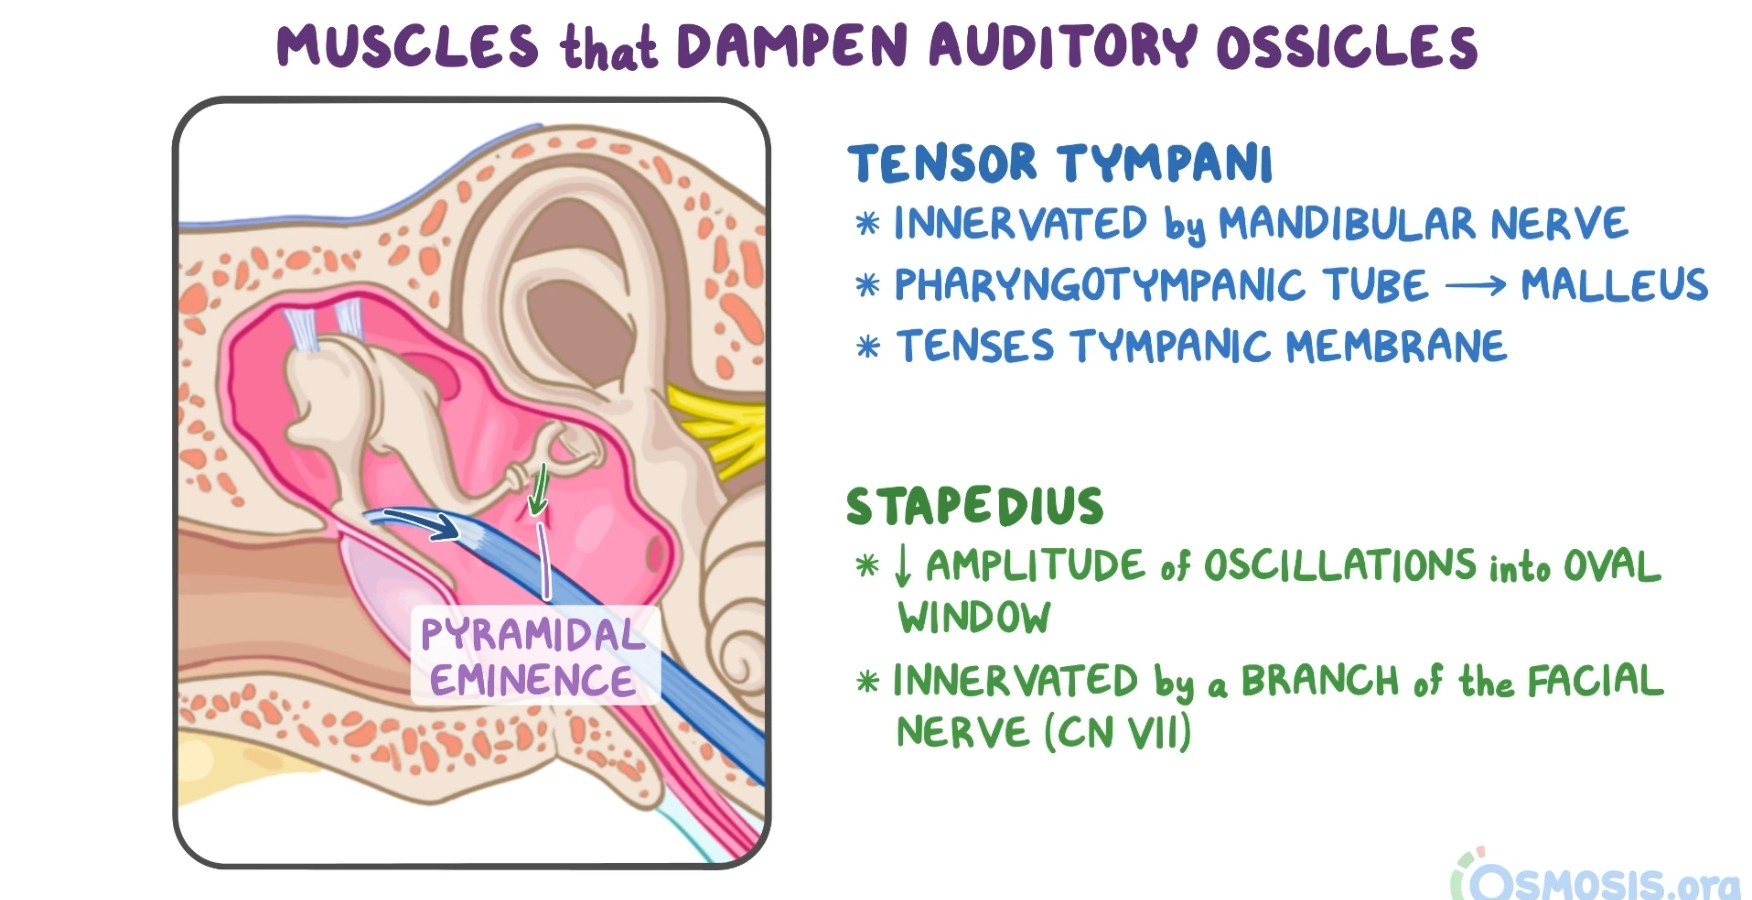 MUSCLES that DAMPEN AUDITORY OSSICLES
TENSOR TYMPANI
* INNERVATED by MANDIBULAR NERVE
* PHARYNGOTYMPANIC TUBE → MALLEUS
* TENSES TYMPANIC MEMBRANE
STAPEDIUS
* ↓ AMPLITUDE of OSCILLATIONS into OVAL
WINDOW
* INNERVATED by a BRANCH of the FACIAL
NERVE (CN VII)
PYRAMIDAL
EMINENCE
OSMOSIS.org